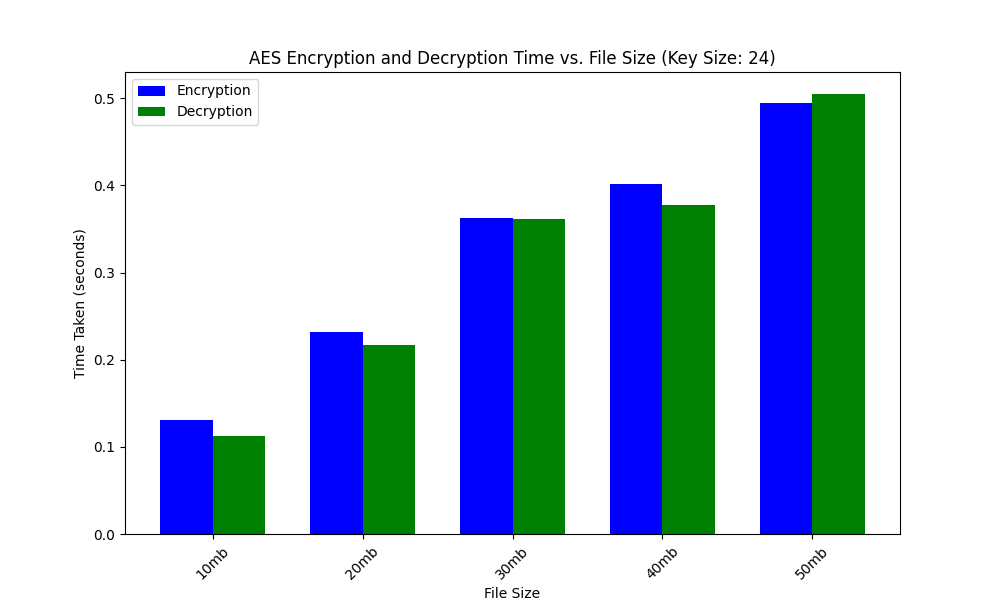 AES Encryption and Decryption Time vs. File Size (Key Size: 24)
Encryption
Decryption
Time Taken (seconds)
0.5
0.4
0.3
0.2
0.1
0.0
10mb
20mb
30mb
40mb
50mb
File Size